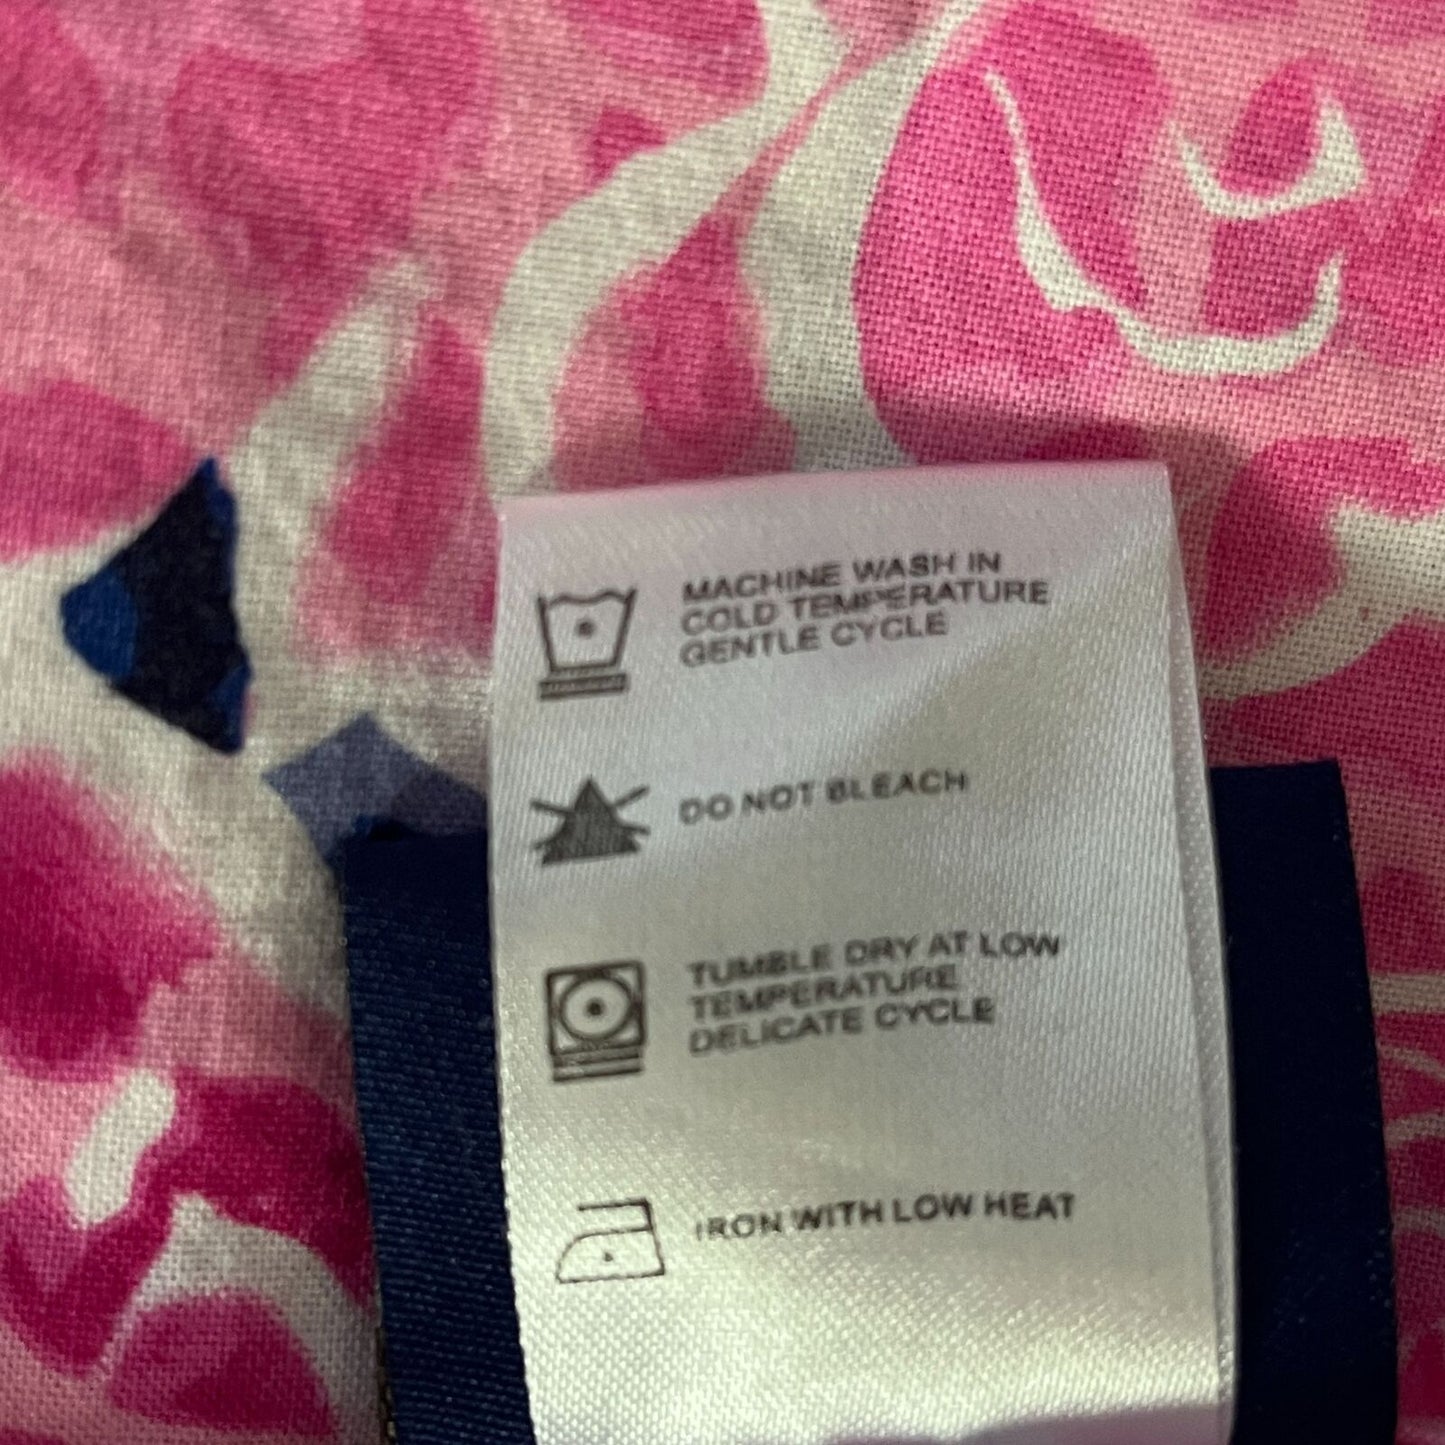 MACHINE WASH IN
COLD TEMPERATURE
GENTLE CYCLE
DO NOT BLEACH
TUMBLE DRY AT LOW
TEMPERATURE
DELICATE CYCLE
IRON WITH LOW HEAT